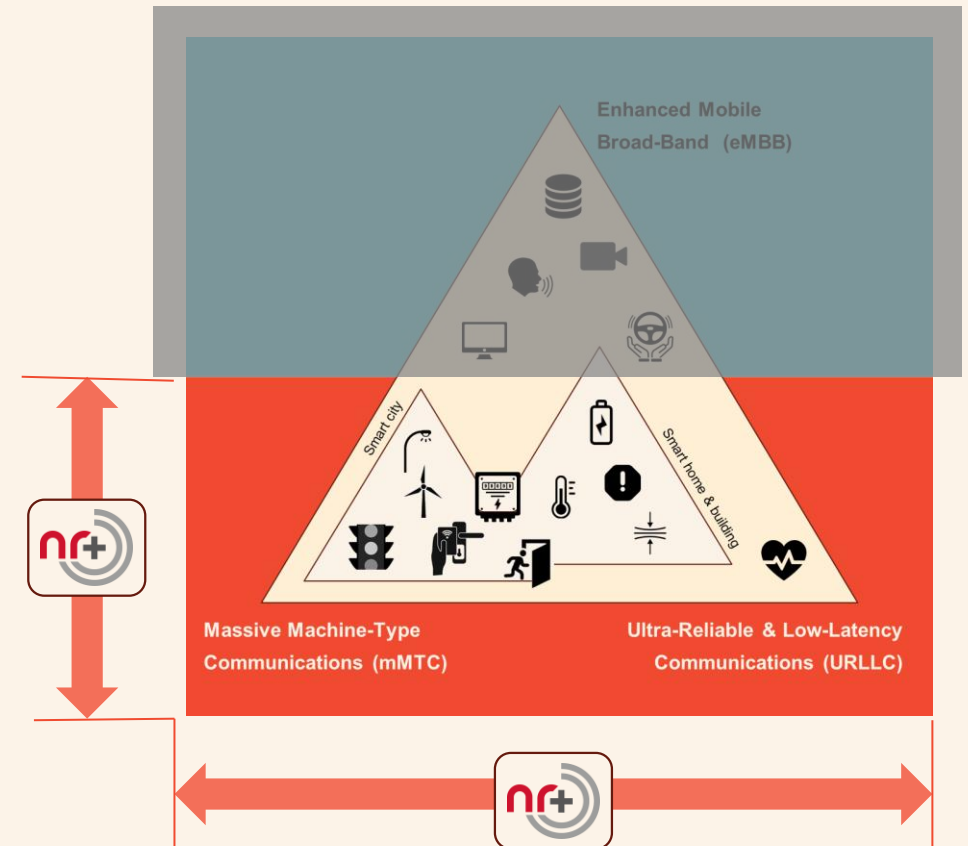 Enhanced Mobile
Broad-Band (eMBB)
Smart city
Smart home & building
nr+
Massive Machine-Type
Communications (mMTC)
Ultra-Reliable & Low-Latency
Communications (URLLC)
nr+